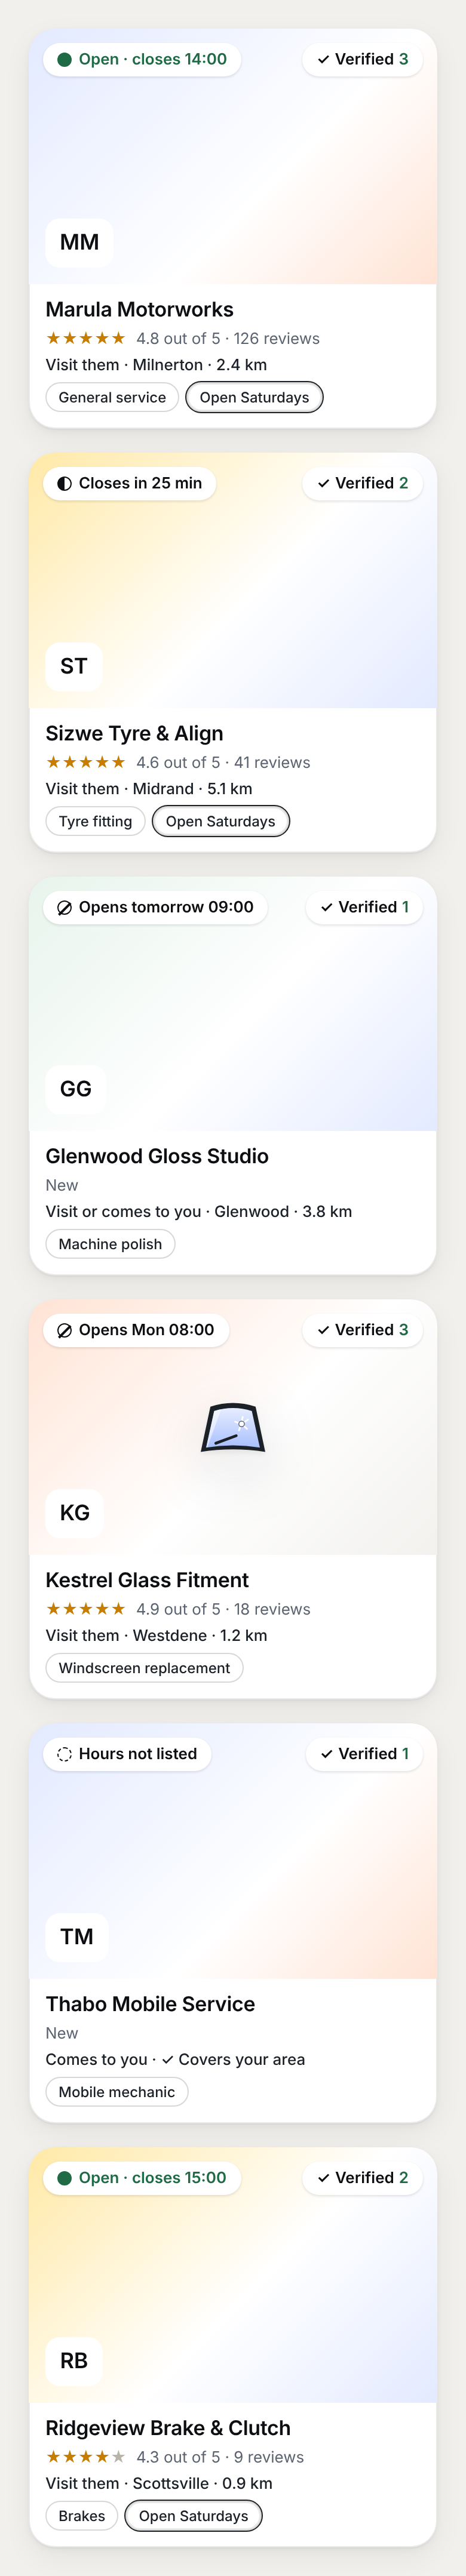 Open · closes 14:00
✓ Verified 3
MM
Marula Motorworks
★★★★★ 4.8 out of 5 · 126 reviews
Visit them · Milnerton · 2.4 km
General service
Open Saturdays
Closes in 25 min
✓ Verified 2
ST
Sizwe Tyre & Align
★★★★★ 4.6 out of 5 · 41 reviews
Visit them · Midrand · 5.1 km
Tyre fitting
Open Saturdays
Opens tomorrow 09:00
✓ Verified 1
GG
Glenwood Gloss Studio
New
Visit or comes to you · Glenwood · 3.8 km
Machine polish
Opens Mon 08:00
✓ Verified 3
KG
Kestrel Glass Fitment
★★★★★ 4.9 out of 5 · 18 reviews
Visit them · Westdene · 1.2 km
Windscreen replacement
Hours not listed
✓ Verified 1
TM
Thabo Mobile Service
New
Comes to you · ✓ Covers your area
Mobile mechanic
Open · closes 15:00
✓ Verified 2
RB
Ridgeview Brake & Clutch
★★★★★ 4.3 out of 5 · 9 reviews
Visit them · Scottsville · 0.9 km
Brakes
Open Saturdays